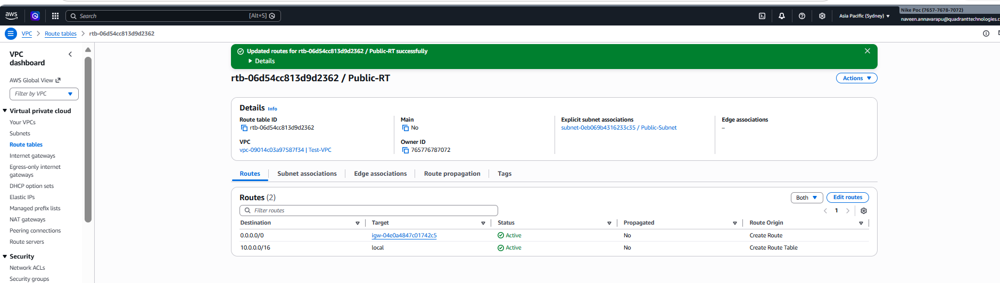 aws
Search [Alt+S]
Asia Pacific (Sydney)
Nike Poc (7657-7678-7072)
naveen.annavarapu@quadranttechnologies.c
VPC > Route tables > rtb-06d54cc813d9d2362
VPC dashboard
AWS Global View
Filter by VPC
Virtual private cloud
Your VPCs
Subnets
Route tables
Internet gateways
Egress-only internet
gateways
DHCP option sets
Elastic IPs
Managed prefix lists
NAT gateways
Peering connections
Route servers
Security
Network ACLs
Security groups
Updated routes for rtb-06d54cc813d9d2362 / Public-RT successfully
Details
rtb-06d54cc813d9d2362 / Public-RT
Actions
Details Info
Route table ID
rtb-06d54cc813d9d2362
Main
No
Explicit subnet associations
subnet-0eb069b4316233c35 / Public-Subnet
Edge associations
–
VPC
vpc-09014c03a97587f34 | Test-VPC
Owner ID
765776787072
Routes Subnet associations Edge associations Route propagation Tags
Routes (2)
Both Edit routes
Filter routes
1
Destination Target Status Propagated Route Origin
0.0.0.0/0 igw-04e0a4847c01742c5 Active No Create Route
10.0.0.0/16 local Active No Create Route Table